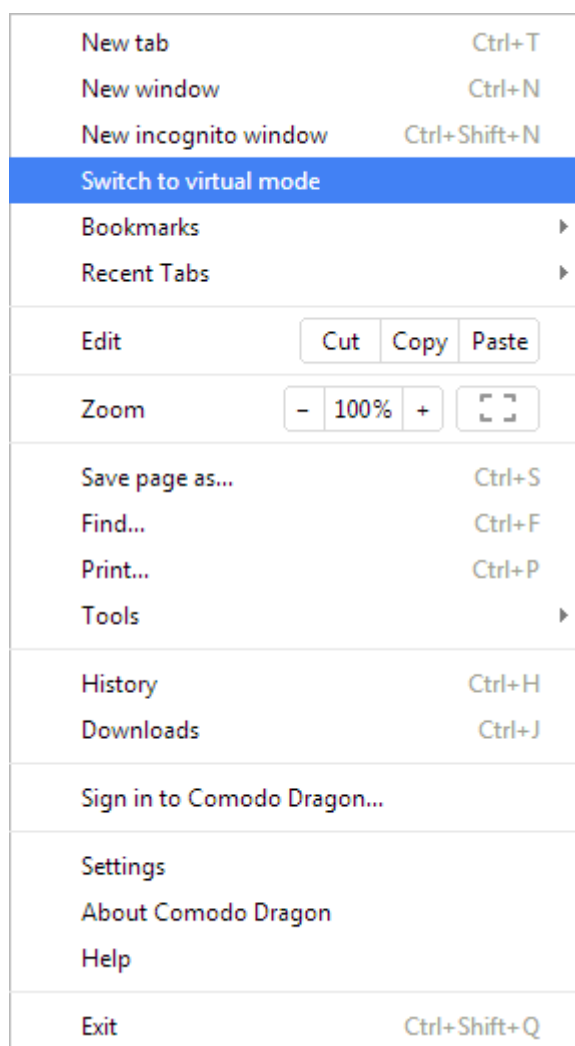 New tab Ctrl+T
New window Ctrl+N
New incognito window Ctrl+Shift+N
Switch to virtual mode
Bookmarks
Recent Tabs
Edit Cut Copy Paste
Zoom − 100% +
Save page as... Ctrl+S
Find... Ctrl+F
Print... Ctrl+P
Tools
History Ctrl+H
Downloads Ctrl+J
Sign in to Comodo Dragon...
Settings
About Comodo Dragon
Help
Exit Ctrl+Shift+Q